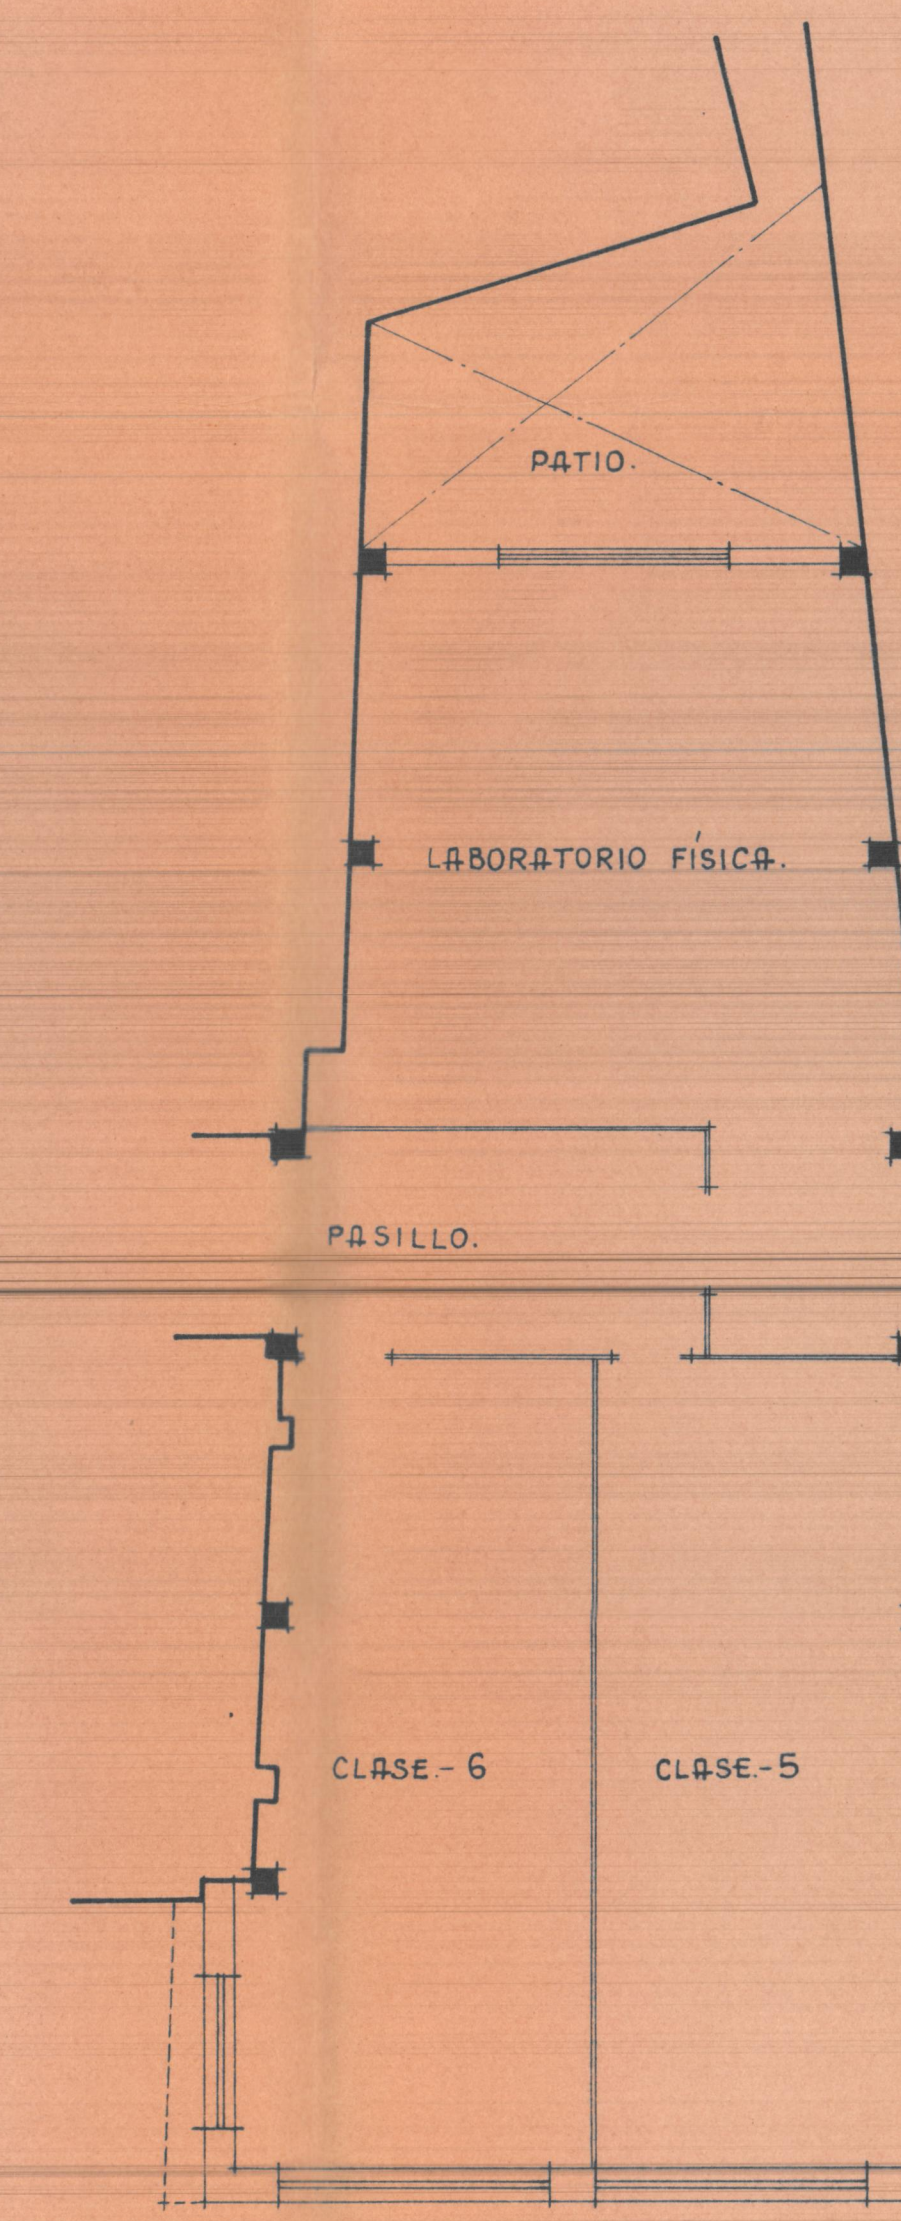 PATIO.
LABORATORIO FÍSICA.
PASILLO.
CLASE.- 6
CLASE.-5